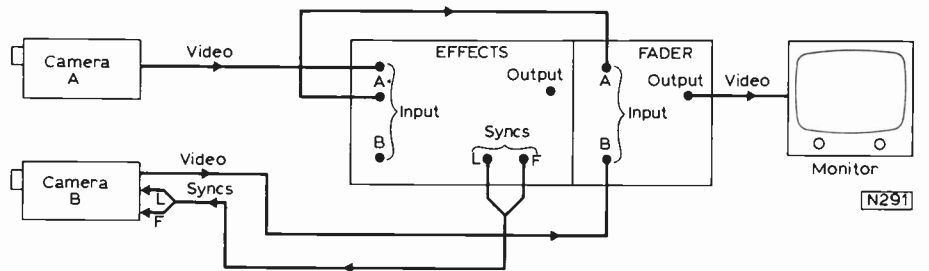 Camera
A
Video
EFFECTS
A
Input
B
Output
Syncs
L F
FADER
A
Input
B
Output
Video
Monitor
Camera
B
Video
Syncs
L
F
N291